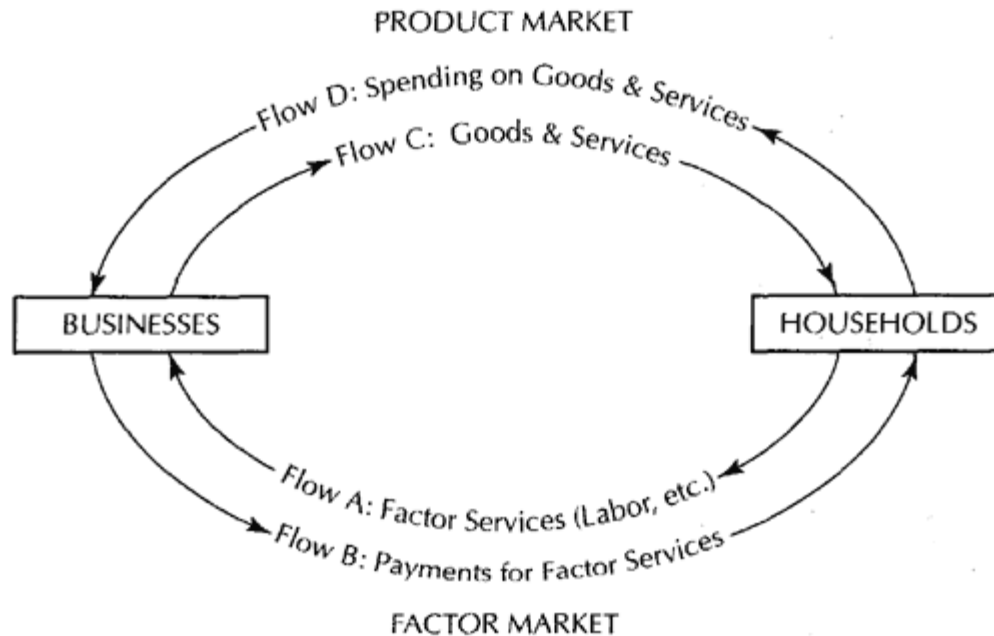 PRODUCT MARKET
Flow D: Spending on Goods & Services
Flow C: Goods & Services
BUSINESSES
HOUSEHOLDS
Flow A: Factor Services (Labor, etc.)
Flow B: Payments for Factor Services
FACTOR MARKET